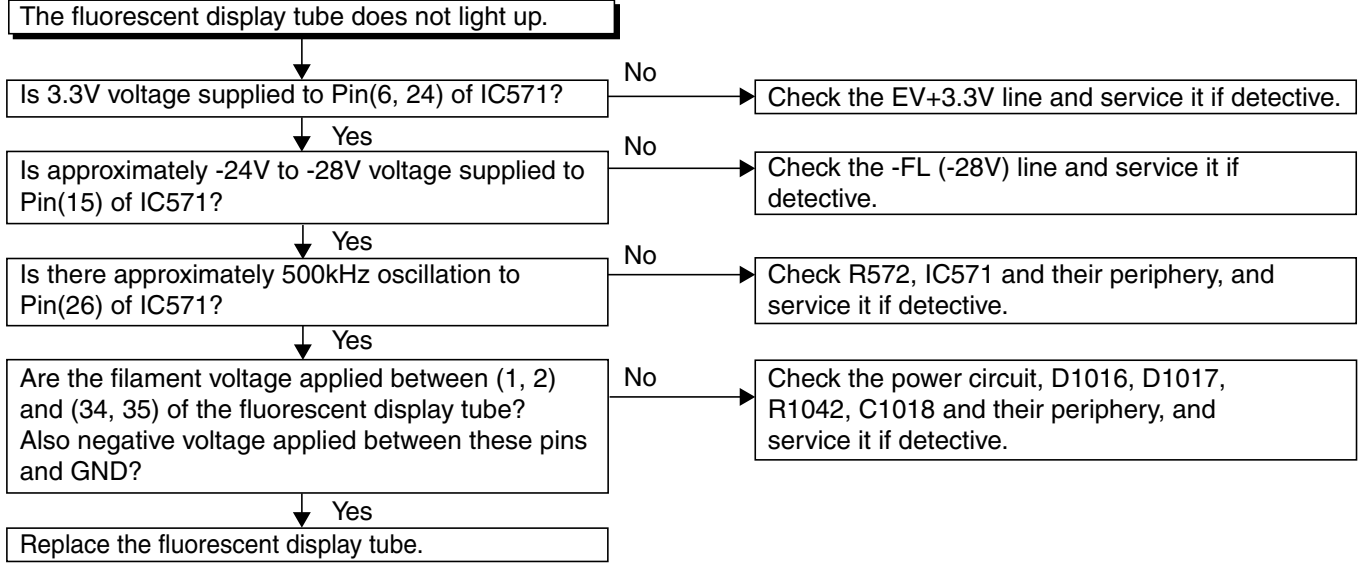 The fluorescent display tube does not light up.
Is 3.3V voltage supplied to Pin(6, 24) of IC571?
No
Check the EV+3.3V line and service it if detective.
Yes
Is approximately -24V to -28V voltage supplied to
Pin(15) of IC571?
No
Check the -FL (-28V) line and service it if
detective.
Yes
Is there approximately 500kHz oscillation to
Pin(26) of IC571?
No
Check R572, IC571 and their periphery, and
service it if detective.
Yes
Are the filament voltage applied between (1, 2)
and (34, 35) of the fluorescent display tube?
Also negative voltage applied between these pins
and GND?
No
Check the power circuit, D1016, D1017,
R1042, C1018 and their periphery, and
service it if detective.
Yes
Replace the fluorescent display tube.